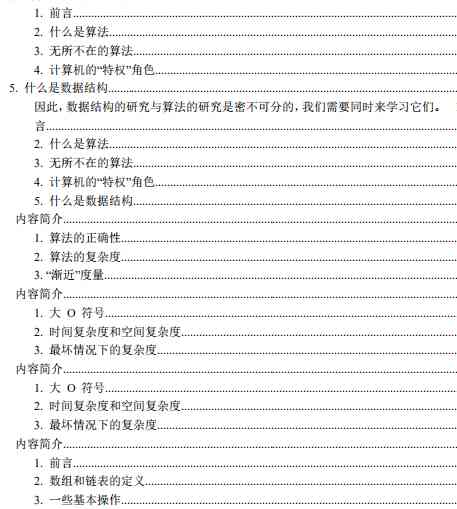 1. 前言
2. 什么是算法
3. 无所不在的算法
4. 计算机的“特权”角色
5. 什么是数据结构
因此，数据结构的研究与算法的研究是密不可分的，我们需要同时来学习它们。
言
2. 什么是算法
3. 无所不在的算法
4. 计算机的“特权”角色
5. 什么是数据结构
内容简介
1. 算法的正确性
2. 算法的复杂度
3. “渐近”度量
内容简介
1. 大 O 符号
2. 时间复杂度和空间复杂度
3. 最坏情况下的复杂度
内容简介
1. 大 O 符号
2. 时间复杂度和空间复杂度
3. 最坏情况下的复杂度
内容简介
1. 前言
2. 数组和链表的定义
3. 一些基本操作